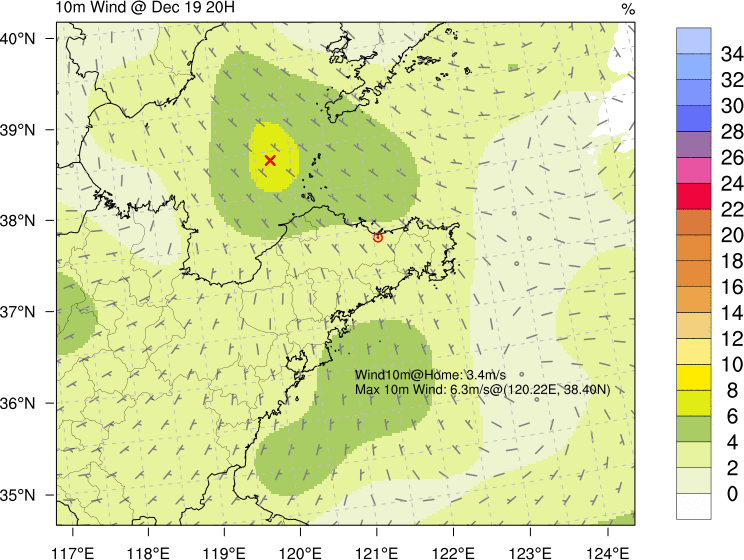 10m Wind @ Dec 19 20H
%
40°N
39°N
38°N
37°N
36°N
35°N
117°E
118°E
119°E
120°E
121°E
122°E
123°E
124°E
Wind10m@Home: 3.4m/s
Max 10m Wind: 6.3m/s@(120.22E, 38.40N)
34
32
30
28
26
24
22
20
18
16
14
12
10
8
6
4
2
0